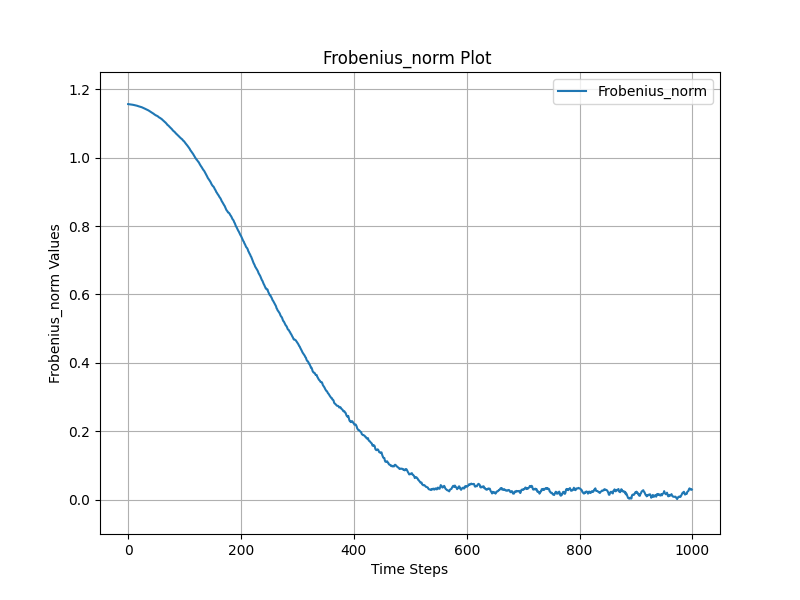 Frobenius_norm Plot
Frobenius_norm
Frobenius_norm Values
1.2
1.0
0.8
0.6
0.4
0.2
0.0
0 200 400 600 800 1000
Time Steps